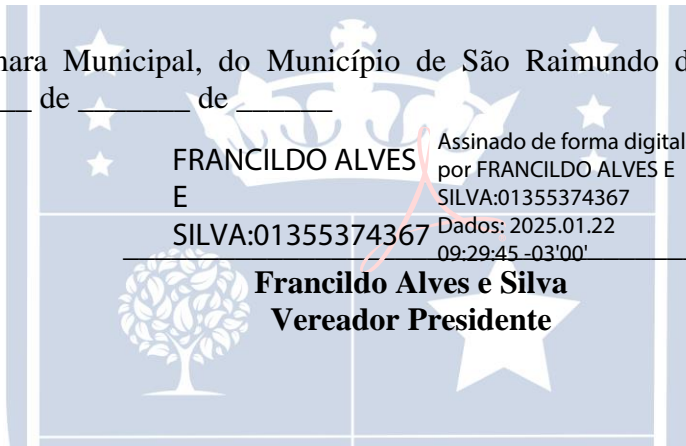 nara Municipal, do Município de São Raimundo d
__ de _______ de ______
FRANCILDO ALVES
E
SILVA:01355374367
Assinado de forma digital
por FRANCILDO ALVES E
SILVA:01355374367
Dados: 2025.01.22
09:29:45 -03'00'
Francildo Alves e Silva
Vereador Presidente